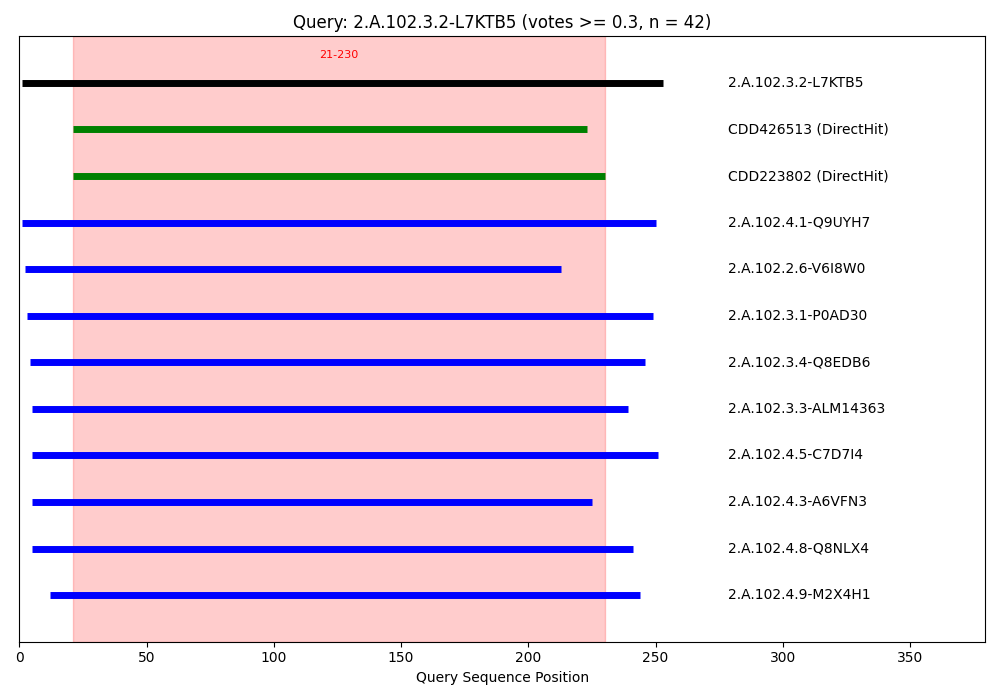 Query: 2.A.102.3.2-L7KTB5 (votes >= 0.3, n = 42)
21-230
2.A.102.3.2-L7KTB5
CDD426513 (DirectHit)
CDD223802 (DirectHit)
2.A.102.4.1-Q9UYH7
2.A.102.2.6-V6I8W0
2.A.102.3.1-P0AD30
2.A.102.3.4-Q8EDB6
2.A.102.3.3-ALM14363
2.A.102.4.5-C7D7I4
2.A.102.4.3-A6VFN3
2.A.102.4.8-Q8NLX4
2.A.102.4.9-M2X4H1
0 50 100 150 200 250 300 350
Query Sequence Position